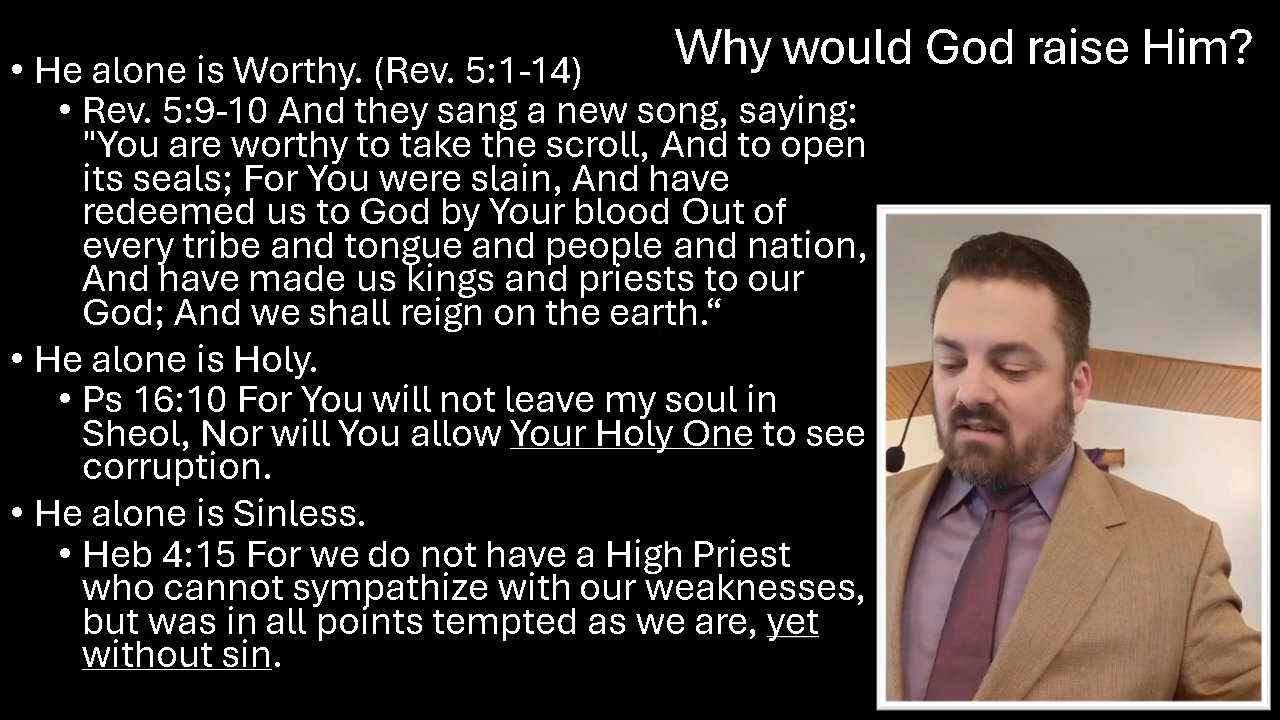 Why would God raise Him?
• He alone is Worthy. (Rev. 5:1-14)
• Rev. 5:9-10 And they sang a new song, saying:
"You are worthy to take the scroll, And to open
its seals; For You were slain, And have
redeemed us to God by Your blood Out of
every tribe and tongue and people and nation,
And have made us kings and priests to our
God; And we shall reign on the earth.“
• He alone is Holy.
• Ps 16:10 For You will not leave my soul in
Sheol, Nor will You allow Your Holy One to see
corruption.
• He alone is Sinless.
• Heb 4:15 For we do not have a High Priest
who cannot sympathize with our weaknesses,
but was in all points tempted as we are, yet
without sin.